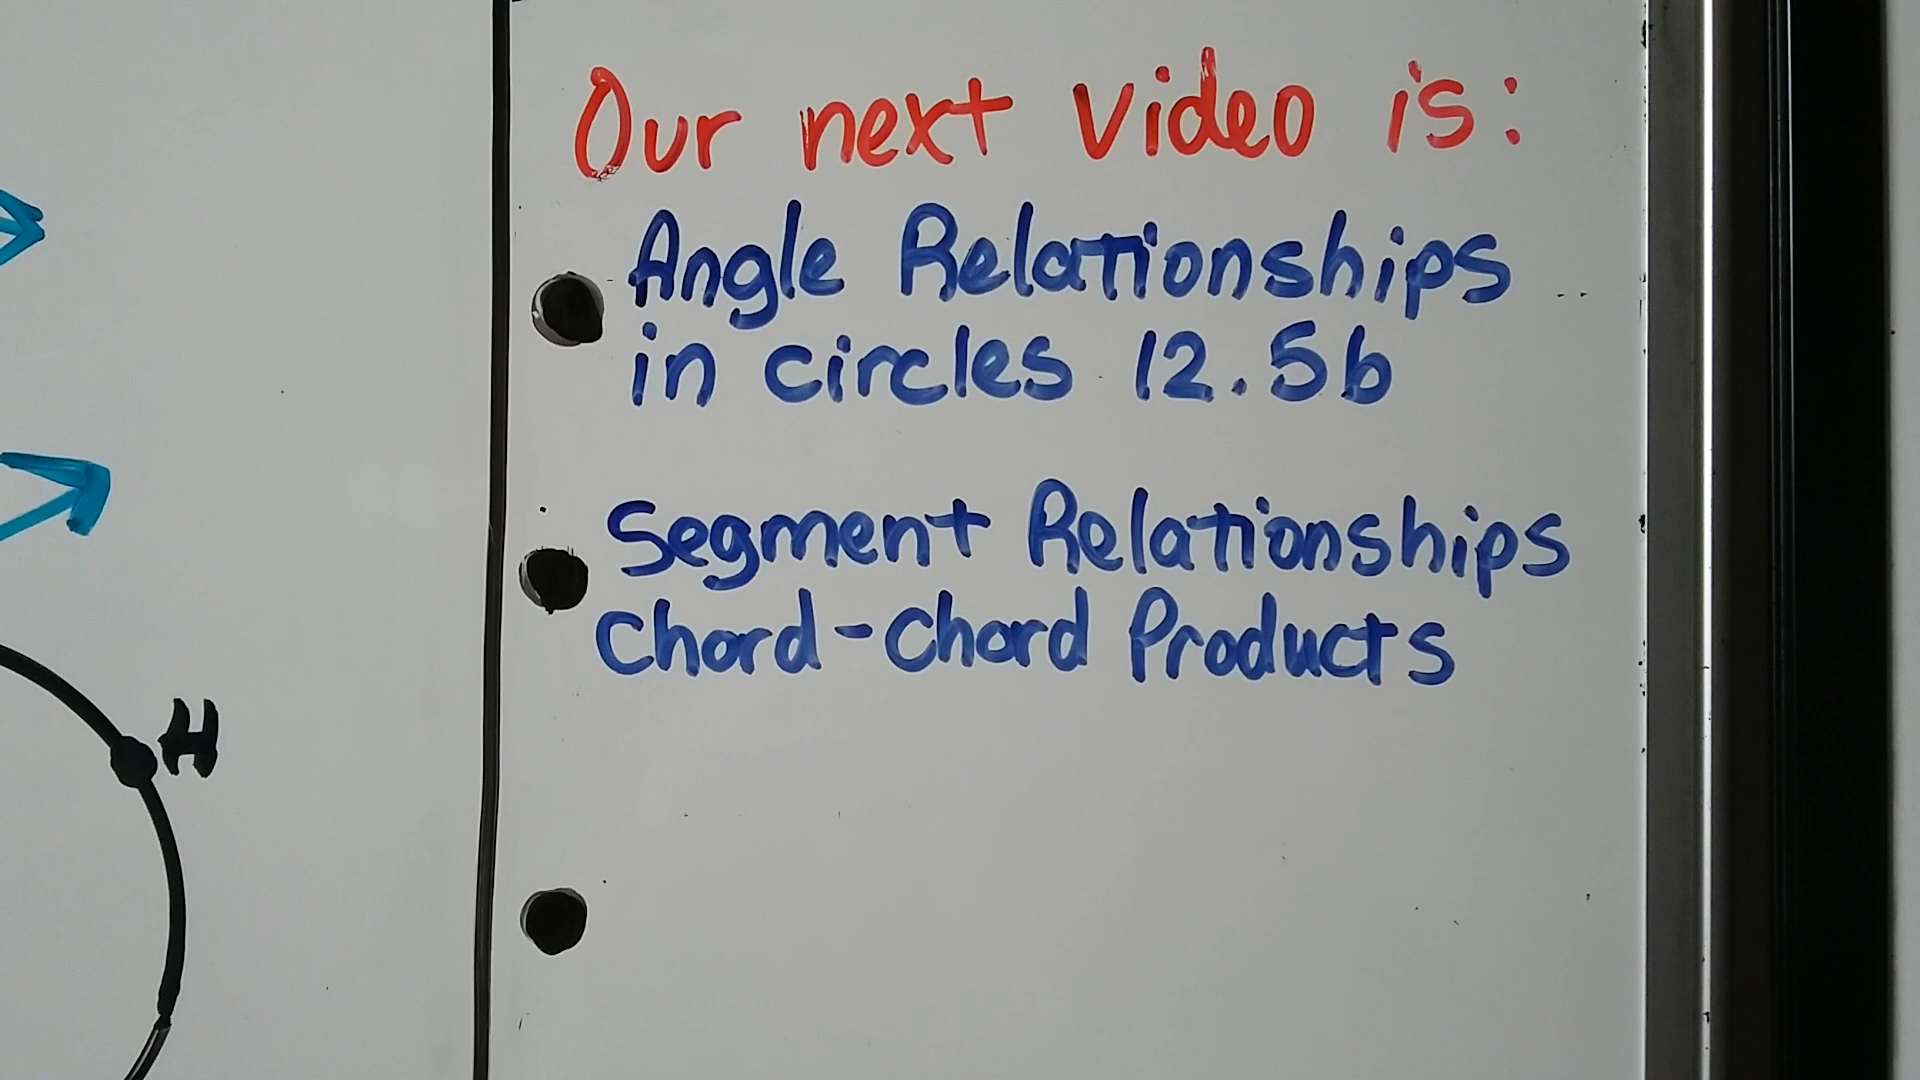 Our next video is:
Angle Relationships
in circles 12.5b
Segment Relationships
Chord-Chord Products
H